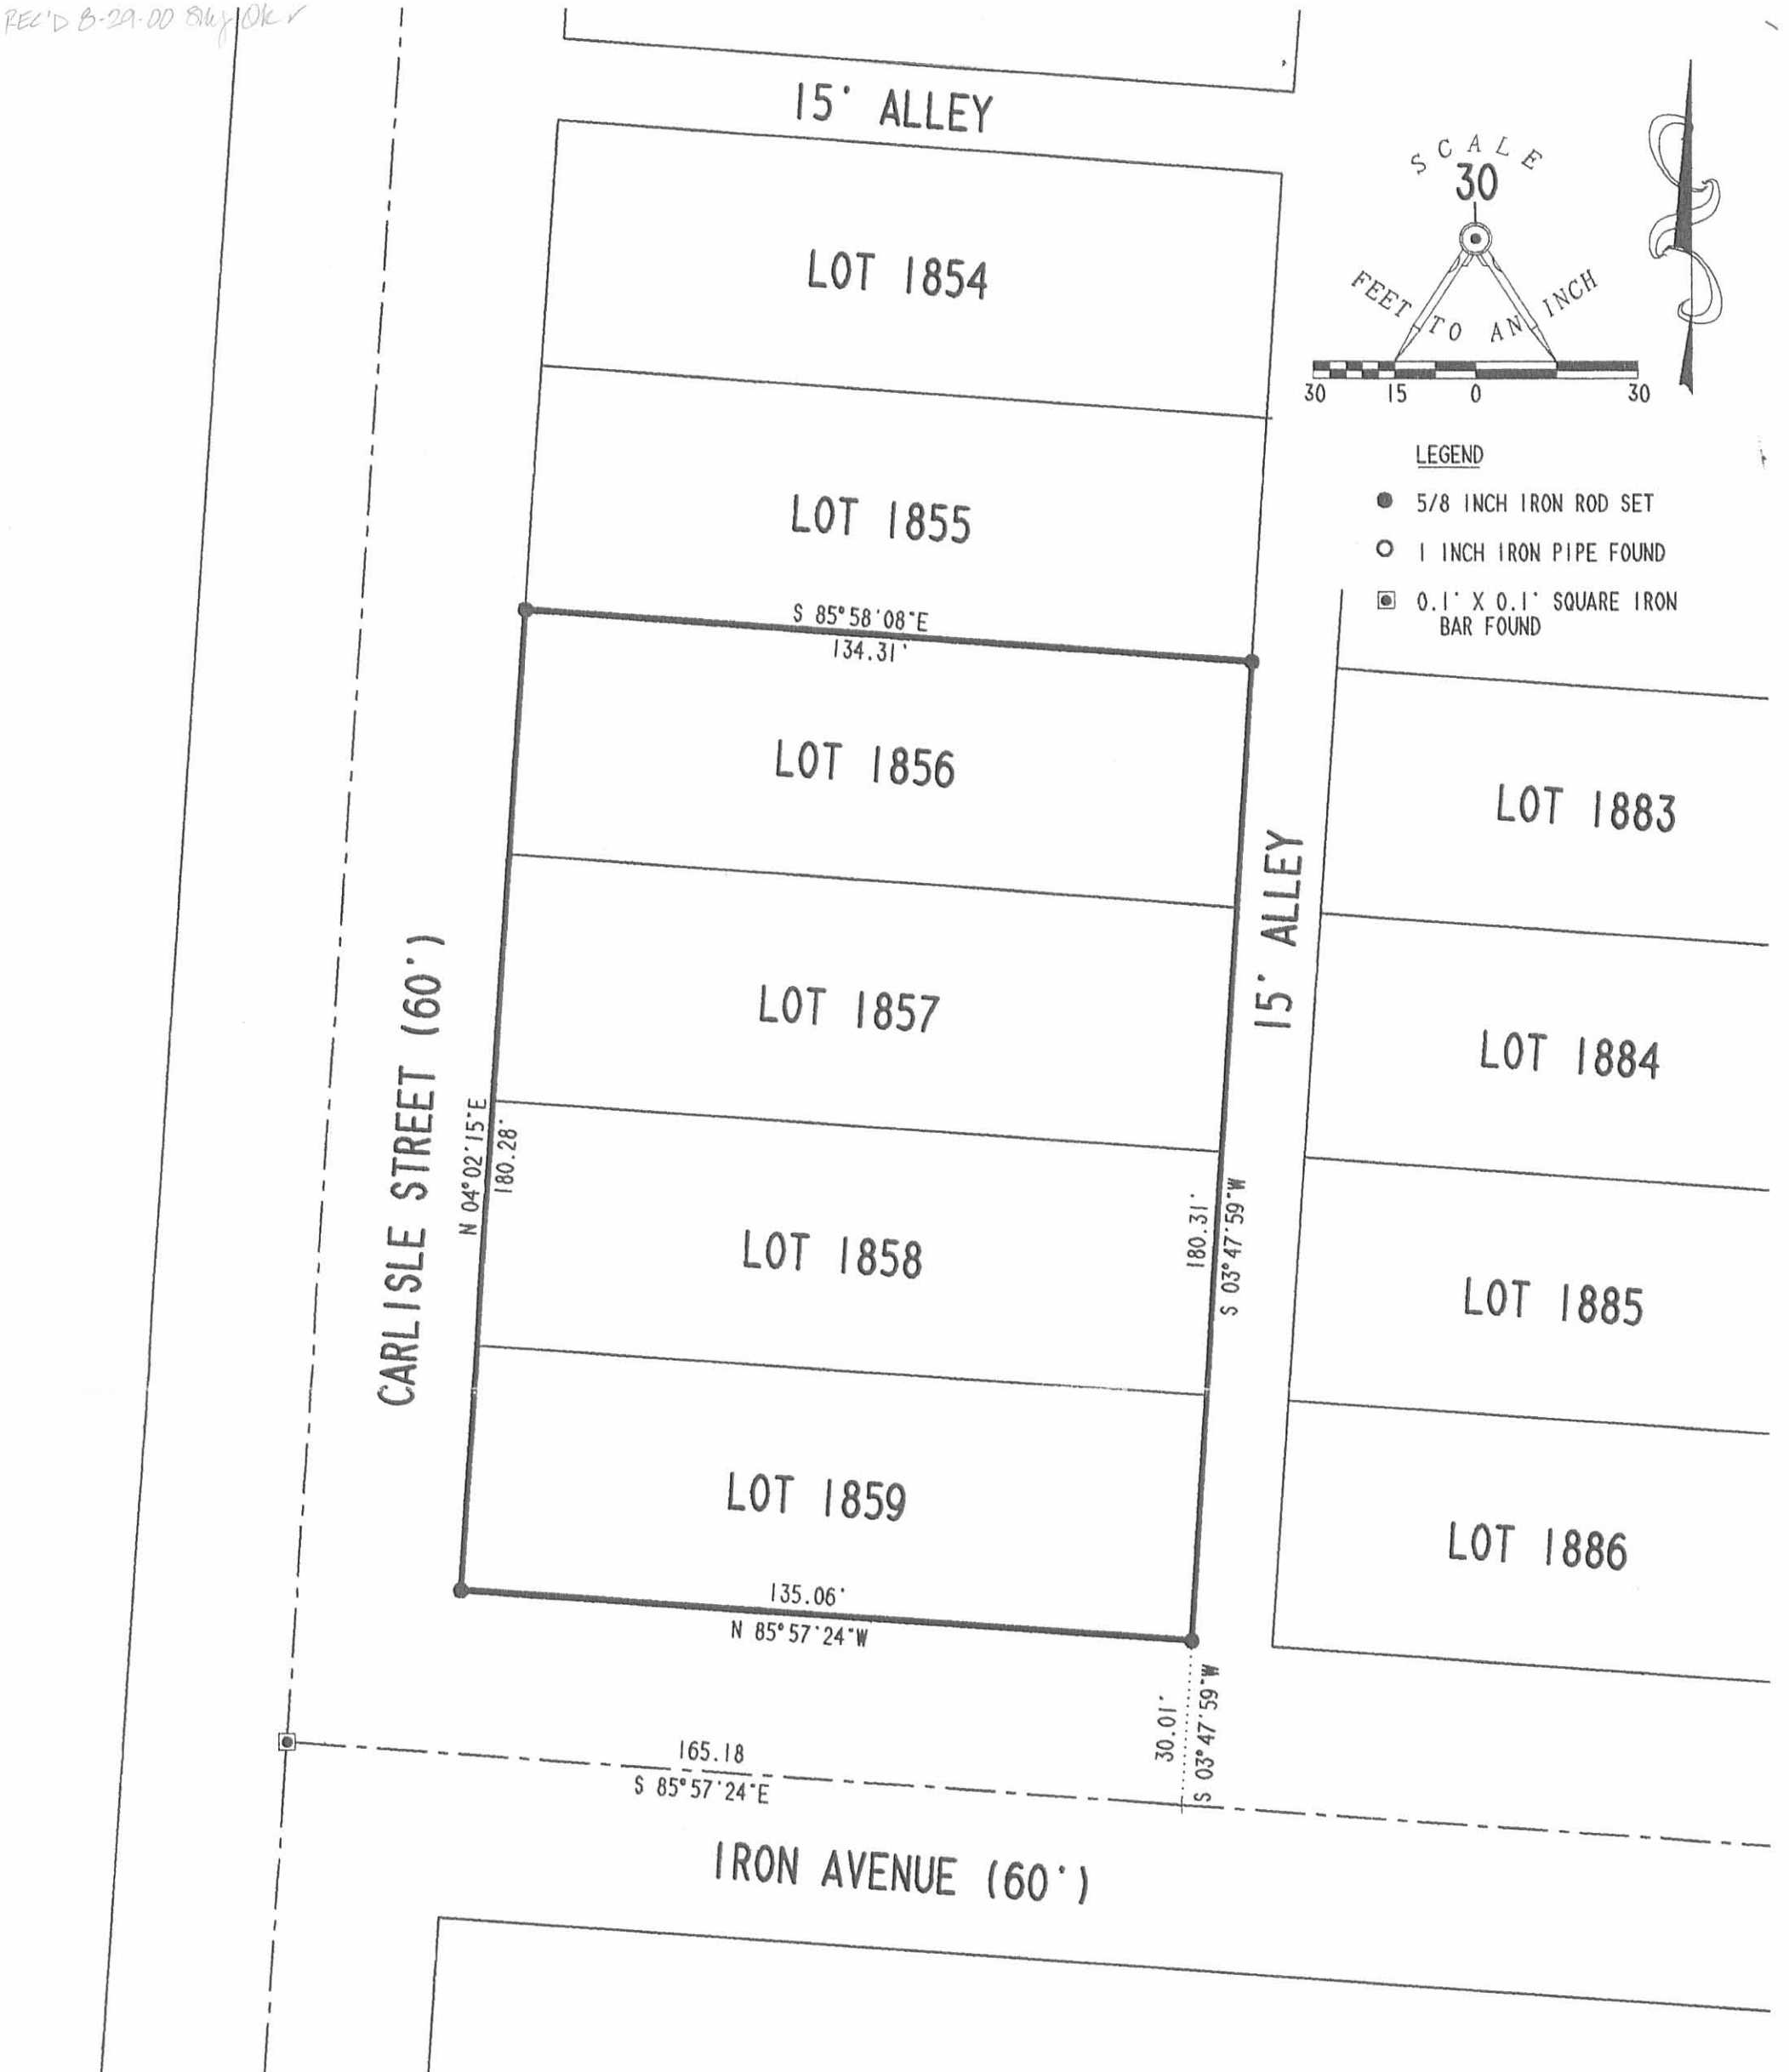 REC'D 8-29-00
15' ALLEY
SCALE
30
FEET TO AN INCH
30 15 0 30
LOT 1854
LEGEND
5/8 INCH IRON ROD SET
1 INCH IRON PIPE FOUND
0.1' X 0.1' SQUARE IRON
BAR FOUND
LOT 1855
S 85°58'08"E
134.31'
LOT 1856
LOT 1883
15' ALLEY
LOT 1857
LOT 1884
CARLISLE STREET (60')
N 04°02'15"E
180.28'
LOT 1858
180.31'
S 03°47'59"W
LOT 1885
LOT 1859
LOT 1886
135.06'
N 85°57'24"W
30.01'
S 03°47'59"W
165.18
S 85°57'24"E
IRON AVENUE (60')